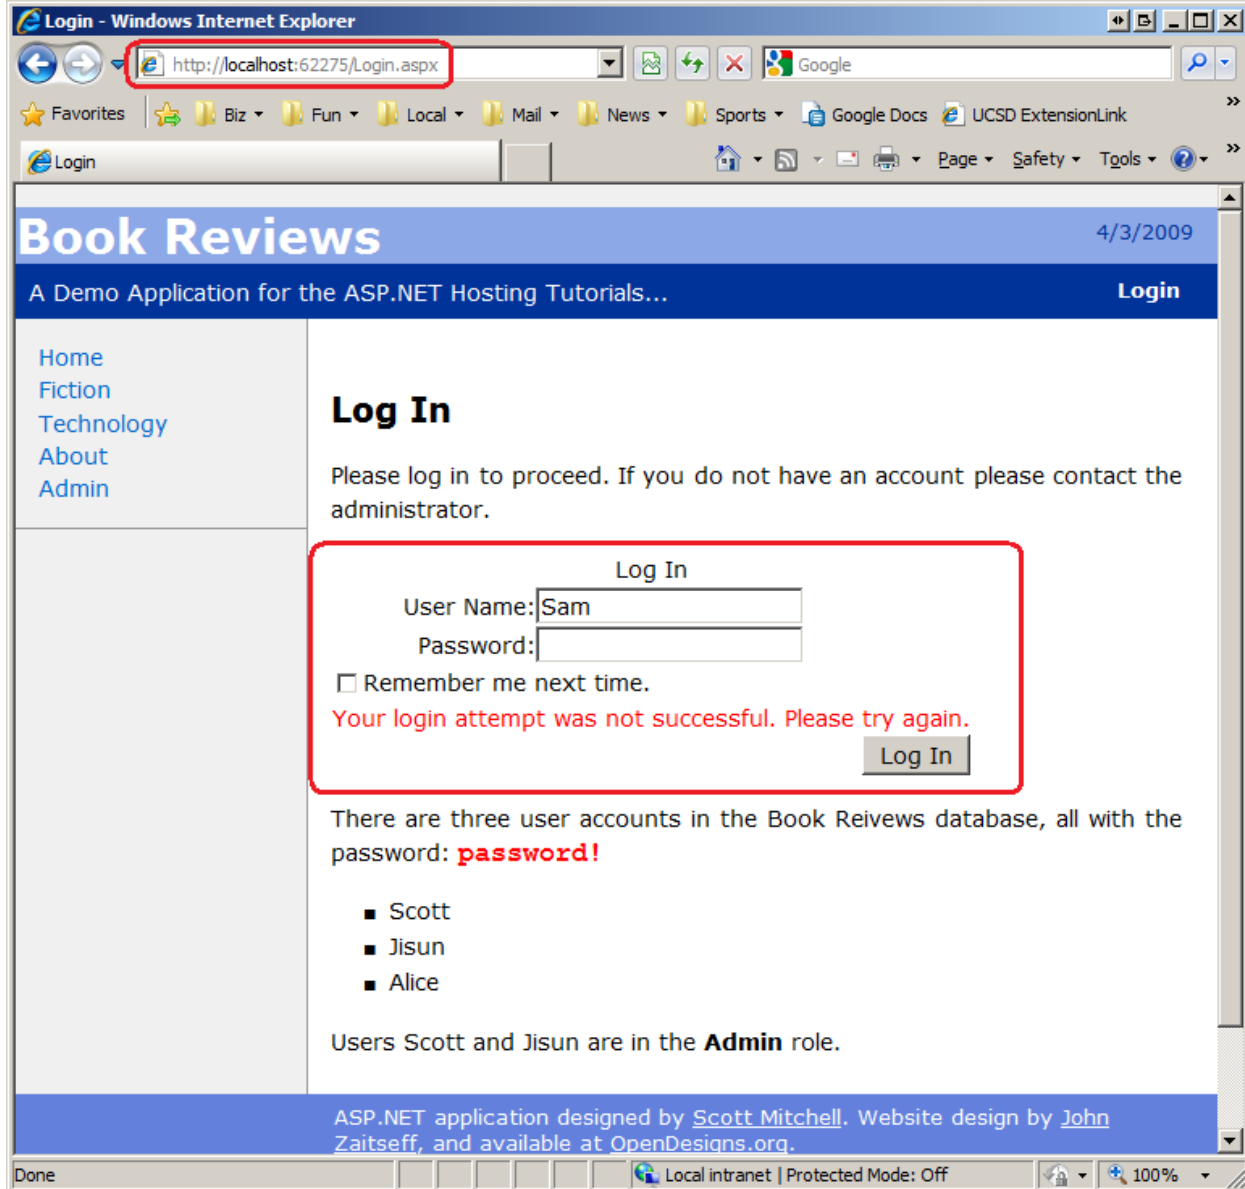 Login - Windows Internet Explorer
http://localhost:62275/Login.aspx
Google
Favorites Biz Fun Local Mail News Sports Google Docs UCSD ExtensionLink »
Login
Page Safety Tools »
Book Reviews
4/3/2009
A Demo Application for the ASP.NET Hosting Tutorials...
Login
Home
Fiction
Technology
About
Admin
Log In
Please log in to proceed. If you do not have an account please contact the
administrator.
Log In
User Name: Sam
Password:
Remember me next time.
Your login attempt was not successful. Please try again.
Log In
There are three user accounts in the Book Reivews database, all with the
password: password!
■ Scott
■ Jisun
■ Alice
Users Scott and Jisun are in the Admin role.
ASP.NET application designed by Scott Mitchell. Website design by John
Zaitseff, and available at OpenDesigns.org.
Done
Local intranet | Protected Mode: Off
100%